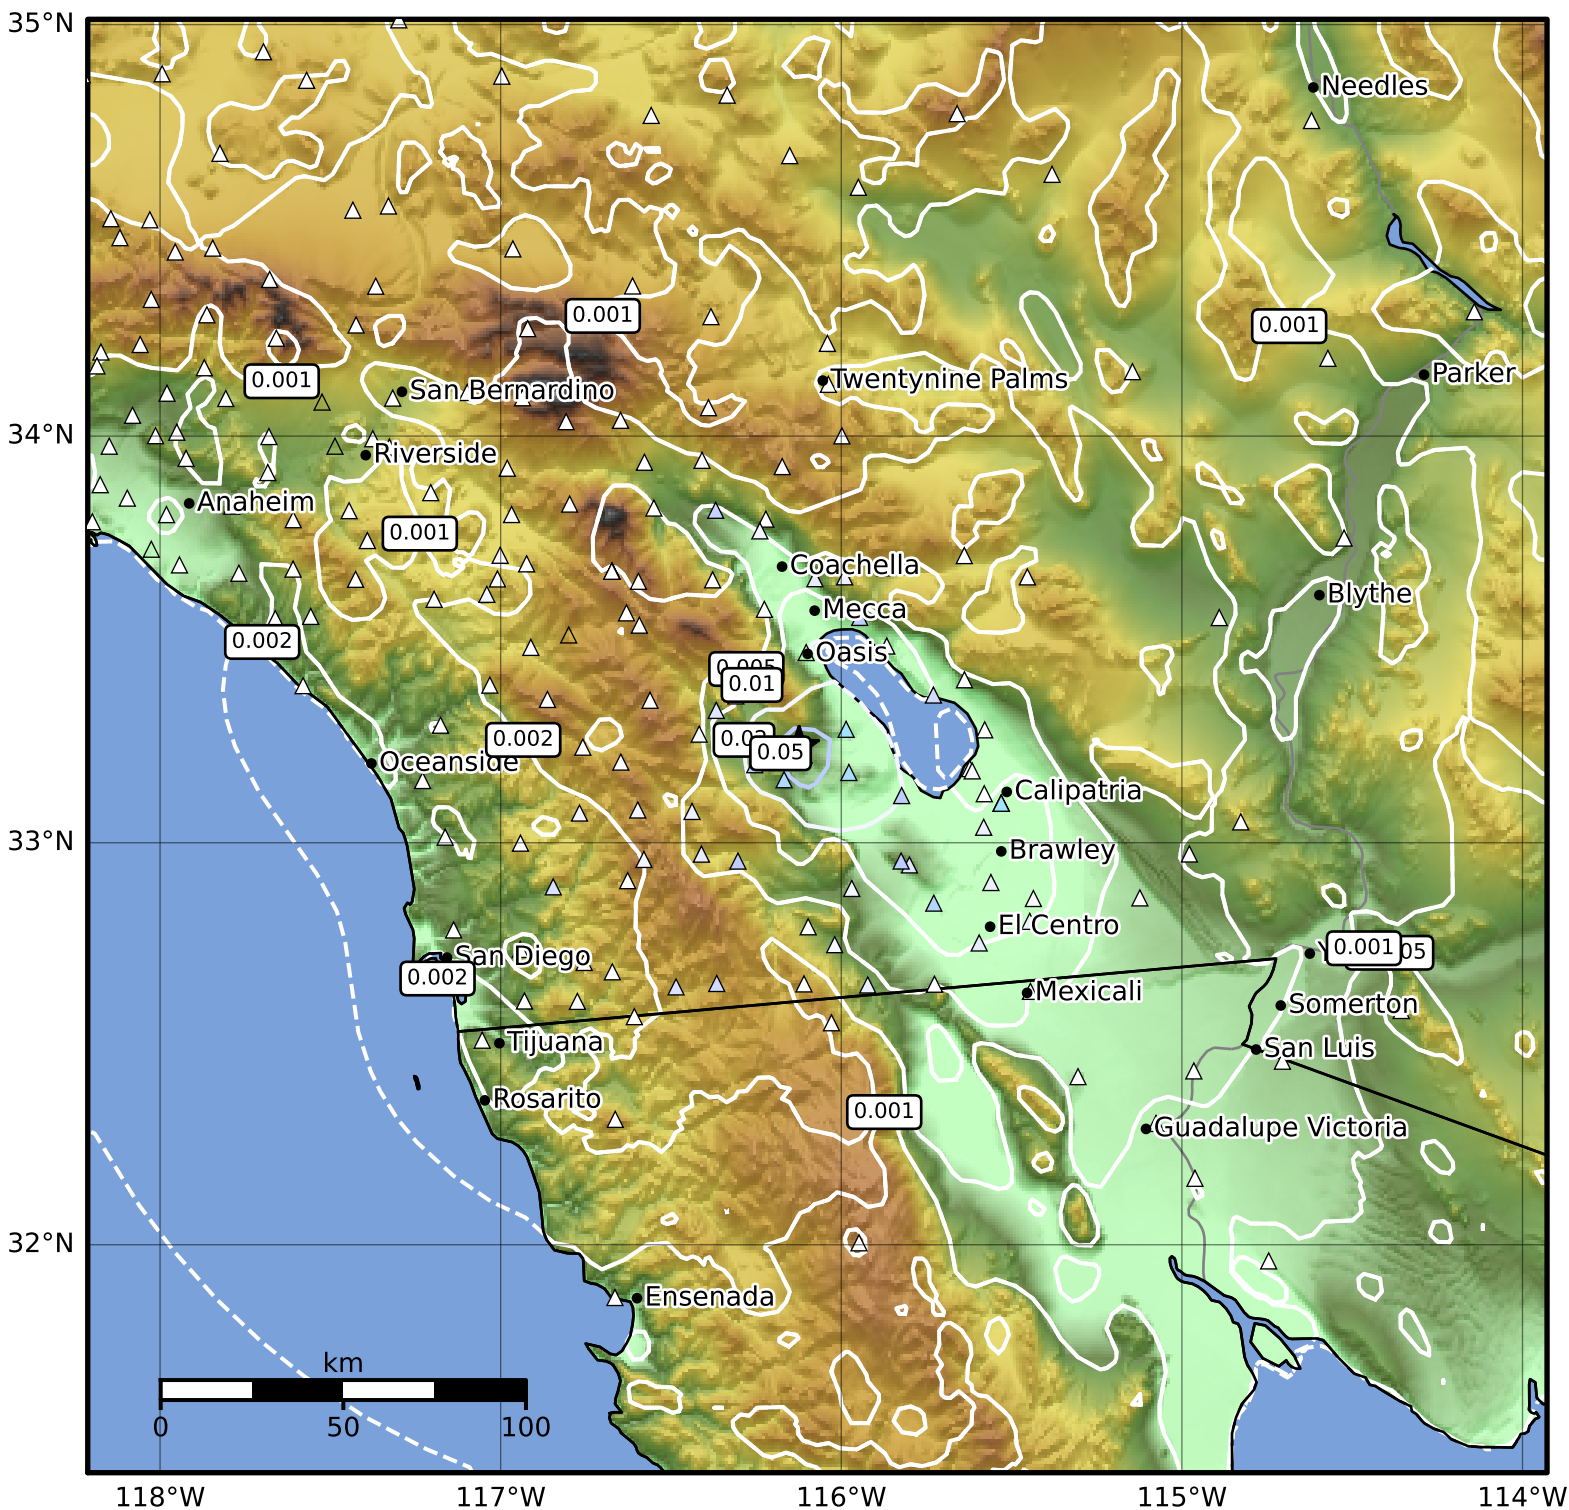 35°N
Needles
0.001
0.001
Parker
0.001
San Bernardino
Twentynine Palms
34°N
Riverside
Anaheim
0.001
Coachella
Blythe
Mecca
0.002
Oasis
0.005
0.01
0.002
0.05
Oceanside
Calipatria
33°N
Brawley
El Centro
San Diego
0.001
0.002
Mexicali
Somerton
Tijuana
San Luis
Rosarito
0.001
Guadalupe Victoria
32°N
Ensenada
km
0
50
100
118°W
117°W
116°W
115°W
114°W